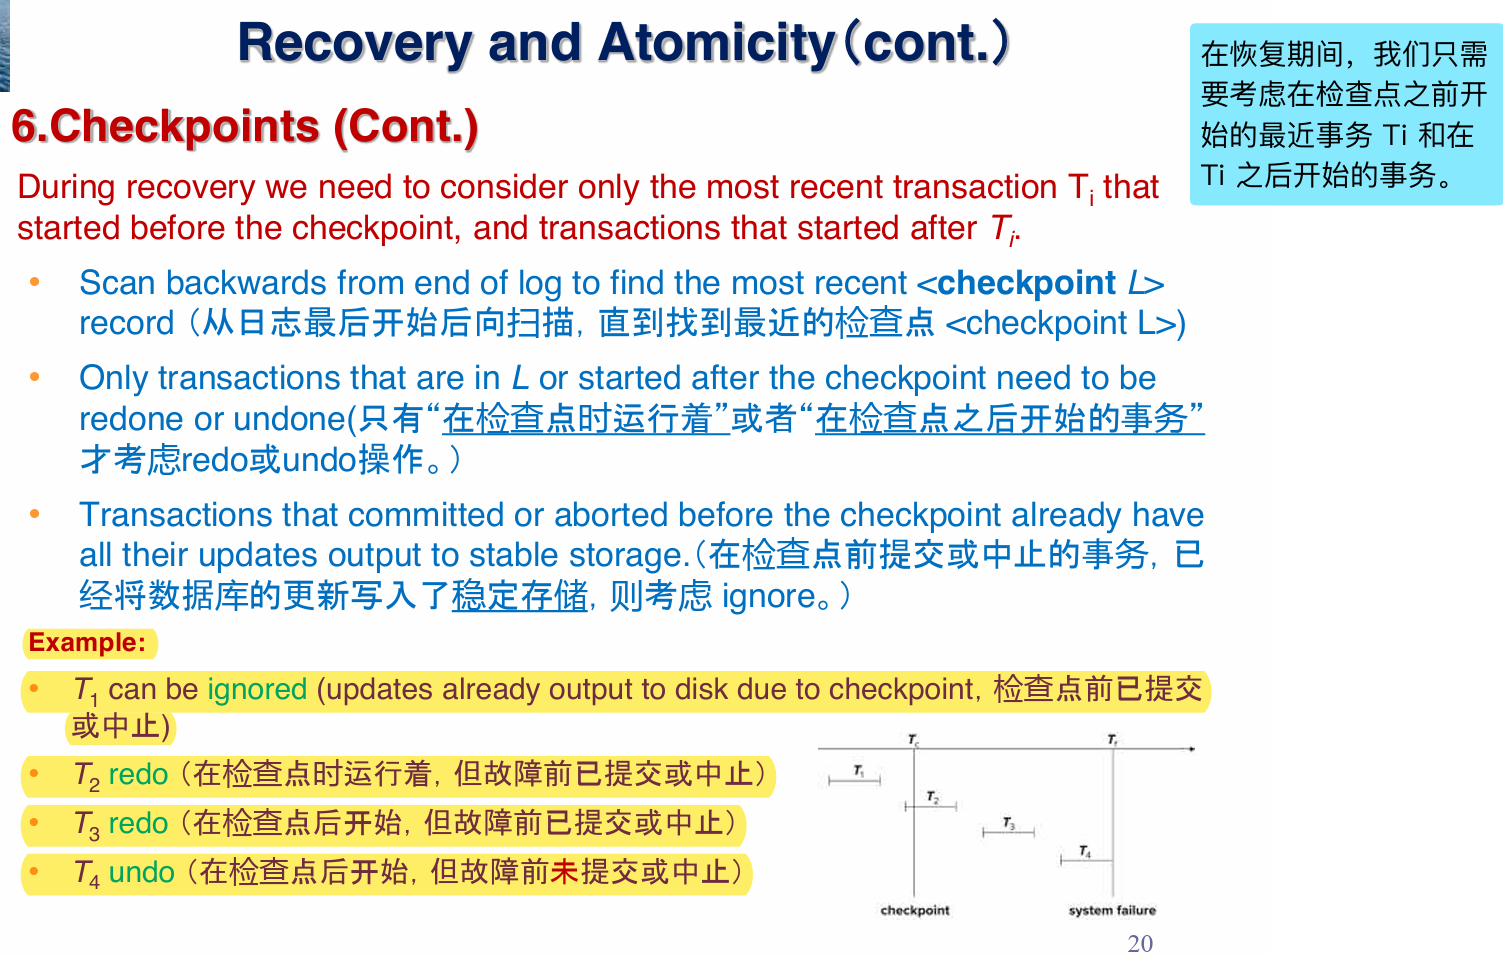 Recovery and Atomicity（cont.）
在恢复期间，我们只需
要考虑在检查点之前开
始的最近事务 Ti 和在
Ti 之后开始的事务。
6.Checkpoints (Cont.)
During recovery we need to consider only the most recent transaction Ti that
started before the checkpoint, and transactions that started after Ti.
• Scan backwards from end of log to find the most recent <checkpoint L>
record（从日志最后开始后向扫描，直到找到最近的检查点 <checkpoint L>)
• Only transactions that are in L or started after the checkpoint need to be
redone or undone(只有“在检查点时运行着”或者“在检查点之后开始的事务”
才考虑redo或undo操作。）
• Transactions that committed or aborted before the checkpoint already have
all their updates output to stable storage.（在检查点前提交或中止的事务，已
经将数据库的更新写入了稳定存储，则考虑 ignore。）
Example:
• T1 can be ignored (updates already output to disk due to checkpoint, 检查点前已提交
或中止)
• T2 redo（在检查点时运行着，但故障前已提交或中止）
• T3 redo（在检查点后开始，但故障前已提交或中止）
• T4 undo（在检查点后开始，但故障前未提交或中止）
Tc Tf
T1
T2
T3
T4
checkpoint system failure
20